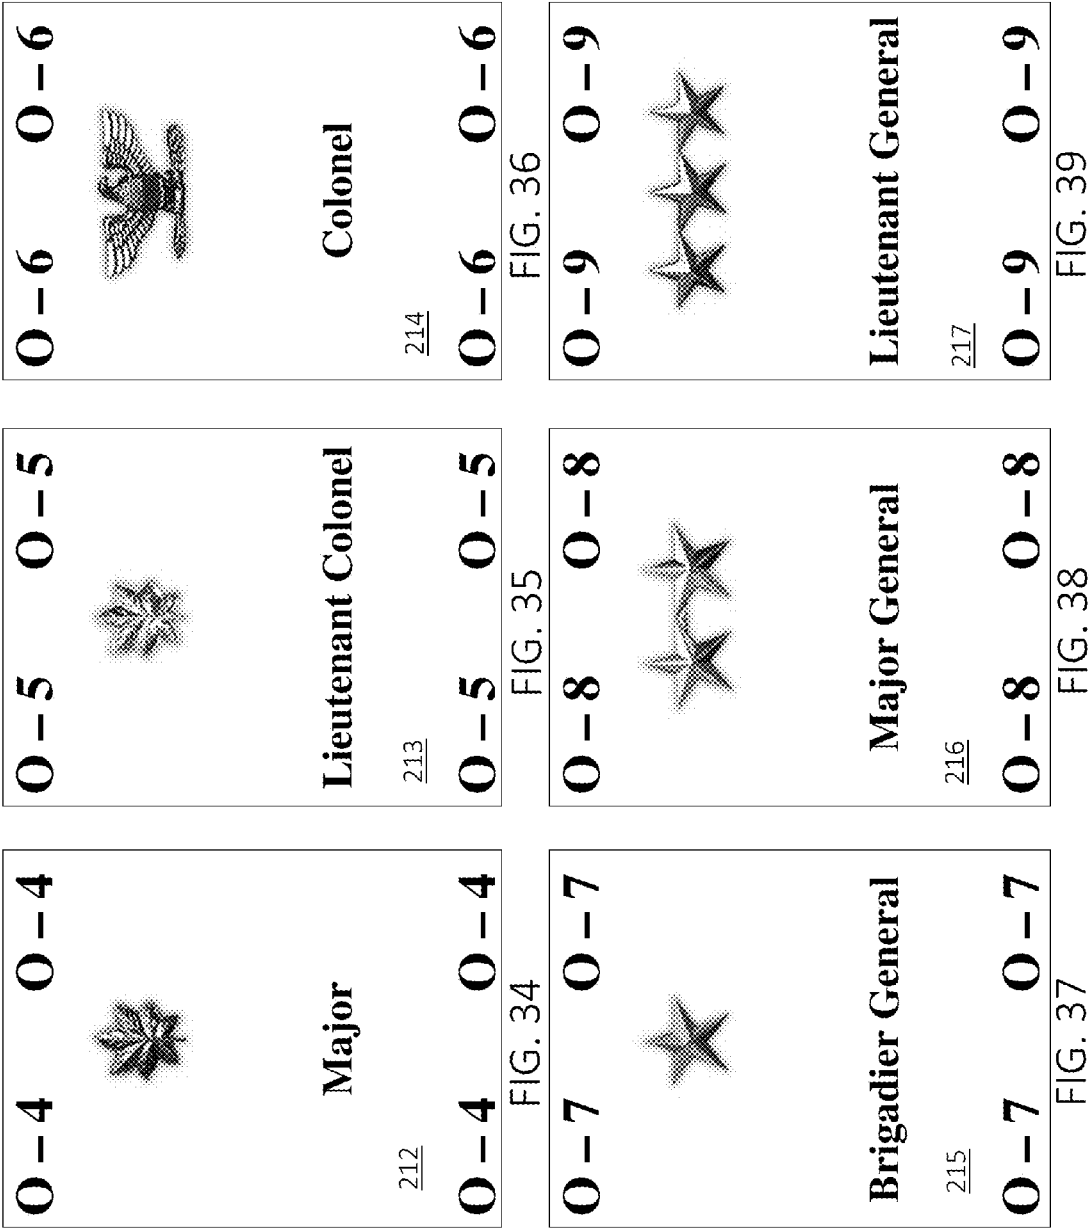 O – 4 O – 4
Major
212
O – 4 O – 4
FIG. 34
O – 5 O – 5
Lieutenant Colonel
213
O – 5 O – 5
FIG. 35
O – 6 O – 6
Colonel
214
O – 6 O – 6
FIG. 36
O – 7 O – 7
Brigadier General
215
O – 7 O – 7
FIG. 37
O – 8 O – 8
Major General
216
O – 8 O – 8
FIG. 38
O – 9 O – 9
Lieutenant General
217
O – 9 O – 9
FIG. 39